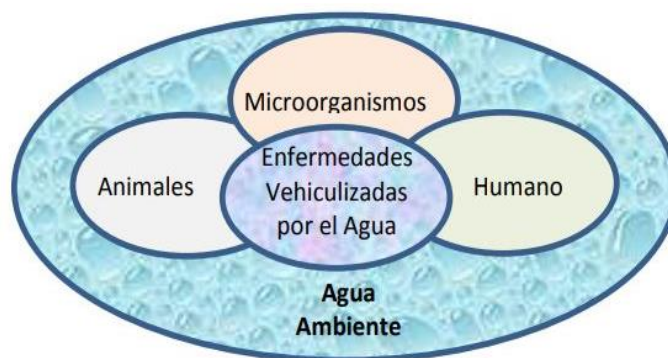 Microorganismos
Animales
Enfermedades
Vehiculizadas
por el Agua
Humano
Agua
Ambiente